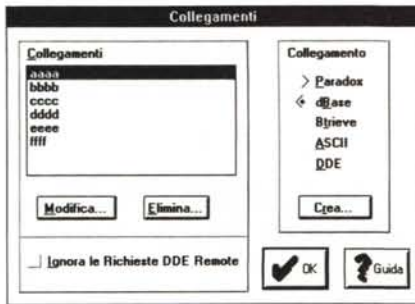 Collegamenti
Collegamenti
aaaa
bbbb
cccc
dddd
eeee
ffff
Modifica...
Elimina...
Ignora le Richieste DDE Remote
Collegamento
Paradox
dBase
Btrieve
ASCII
DDE
Crea...
OK
Guida